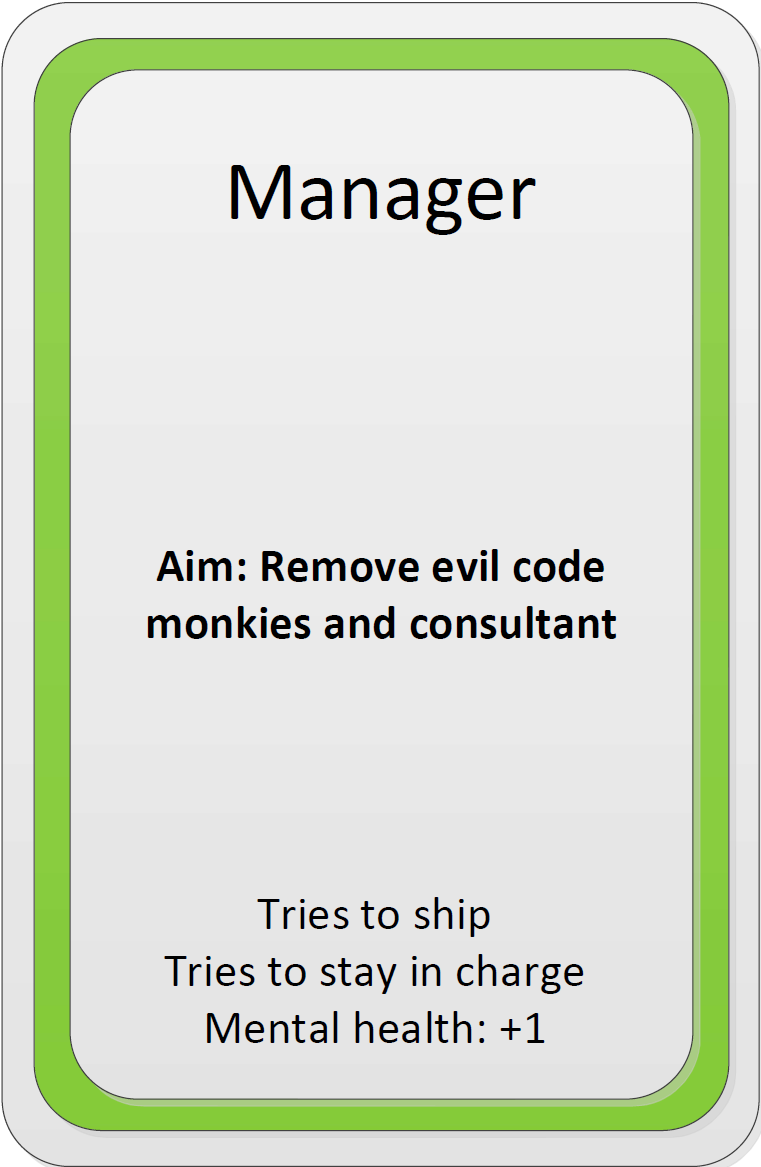 Manager
Aim: Remove evil code
monkies and consultant
Tries to ship
Tries to stay in charge
Mental health: +1